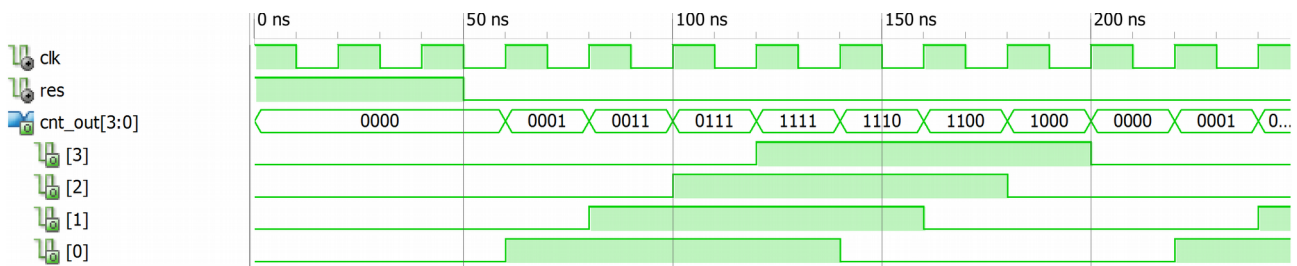 0 ns 50 ns 100 ns 150 ns 200 ns
clk
res
cnt_out[3:0] 0000 0001 0011 0111 1111 1110 1100 1000 0000 0001 0...
[3]
[2]
[1]
[0]